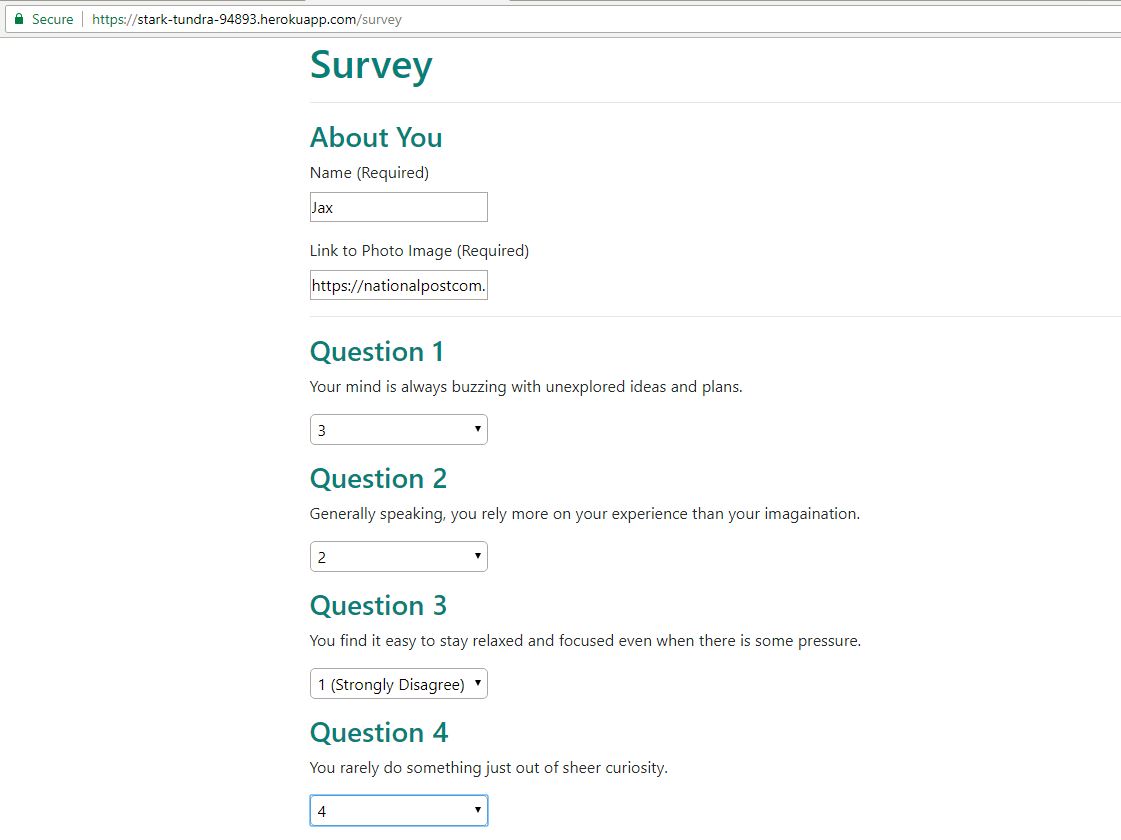 Secure https://stark-tundra-94893.herokuapp.com/survey
Survey
About You
Name (Required)
Jax
Link to Photo Image (Required)
https://nationalpostcom.
Question 1
Your mind is always buzzing with unexplored ideas and plans.
3
Question 2
Generally speaking, you rely more on your experience than your imagaination.
2
Question 3
You find it easy to stay relaxed and focused even when there is some pressure.
1 (Strongly Disagree)
Question 4
You rarely do something just out of sheer curiosity.
4